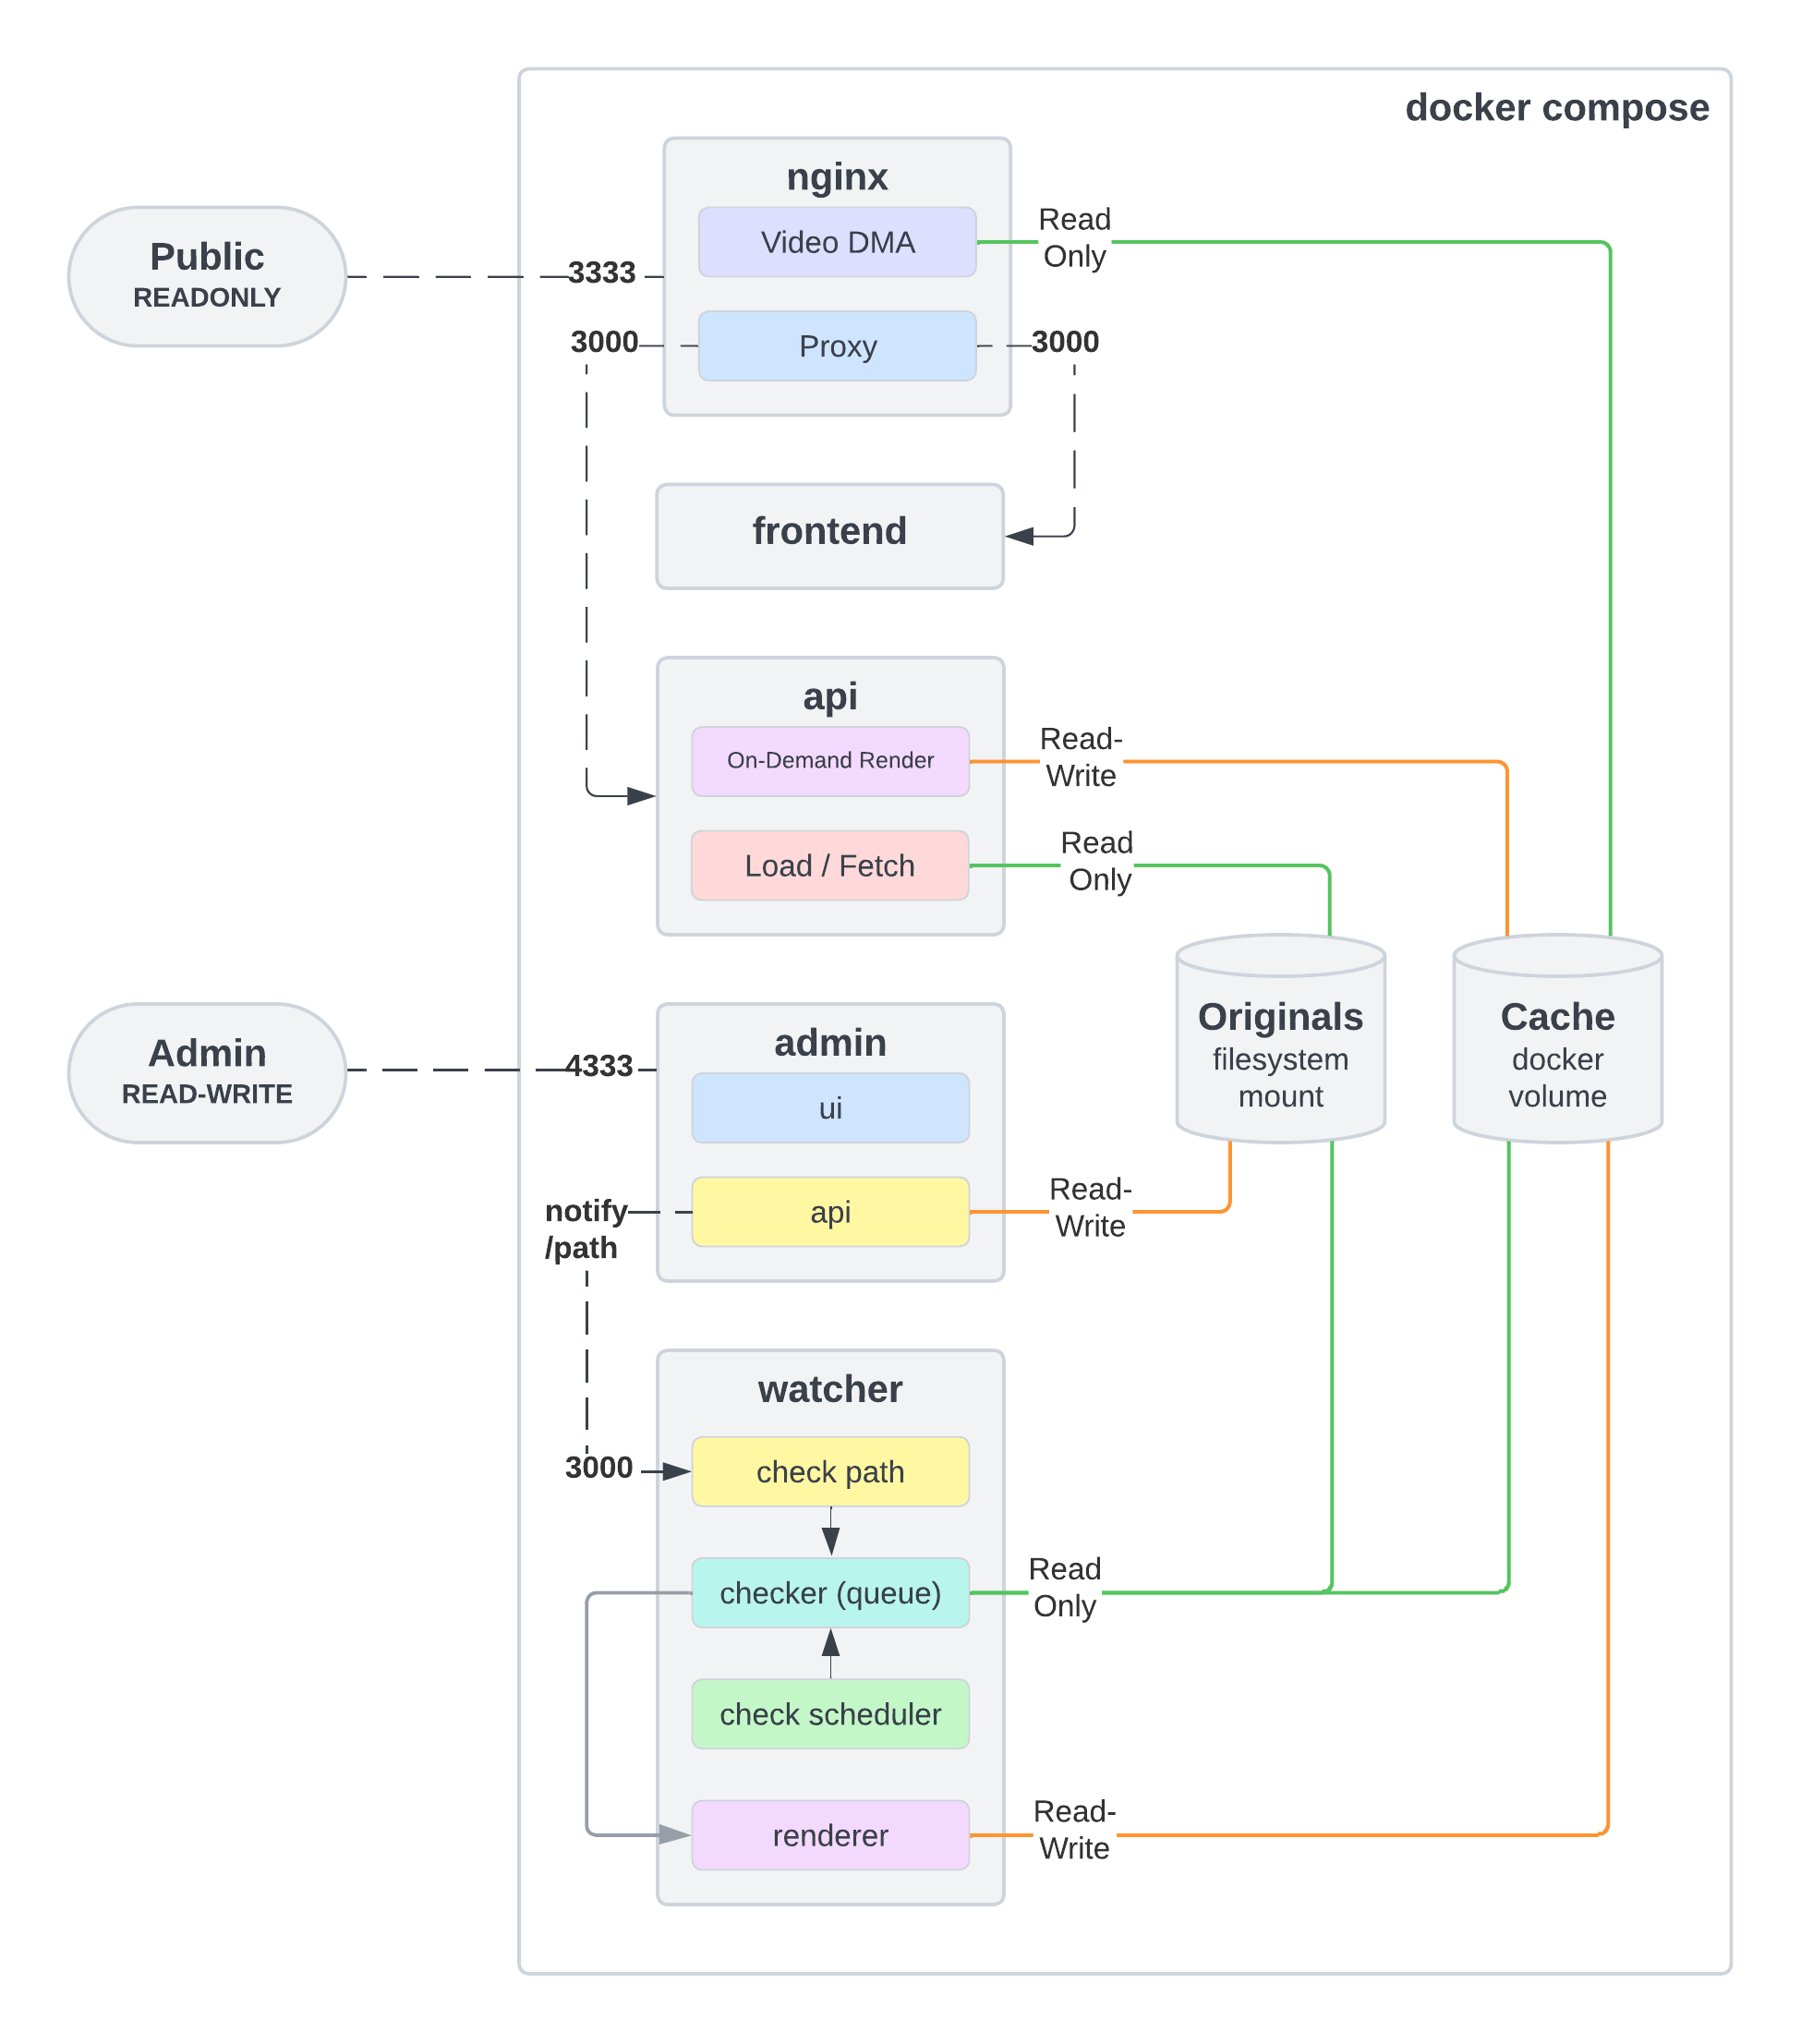 docker compose
nginx
Video DMA
Read
Only
Public
READONLY
3333
3000
Proxy
3000
frontend
api
On-Demand Render
Read-
Write
Load / Fetch
Read
Only
Originals
filesystem
mount
Cache
docker
volume
Admin
READ-WRITE
4333
admin
ui
notify
/path
api
Read-
Write
watcher
3000
check path
checker (queue)
Read
Only
check scheduler
renderer
Read-
Write